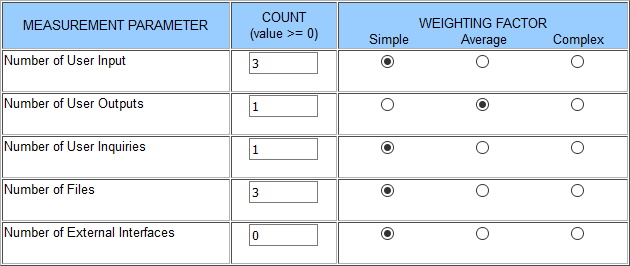 MEASUREMENT PARAMETER COUNT WEIGHTING FACTOR
(value >= 0) Simple Average Complex
Number of User Input 3
Number of User Outputs 1
Number of User Inquiries 1
Number of Files 3
Number of External Interfaces 0